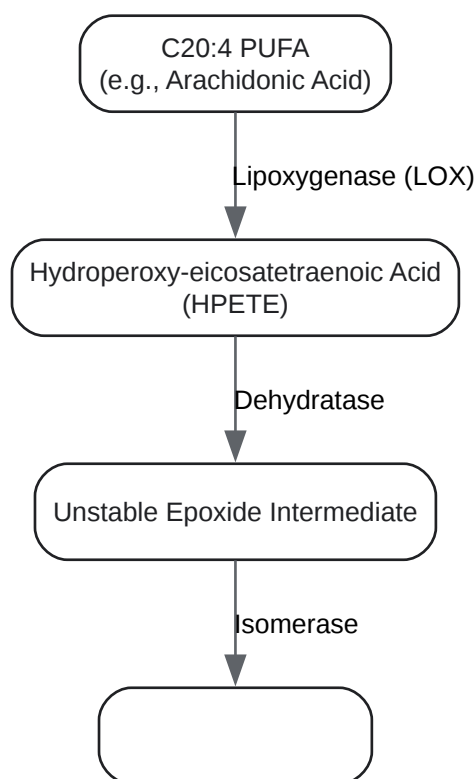 C20:4 PUFA
(e.g., Arachidonic Acid)
Lipoxygenase (LOX)
Hydroperoxy-eicosatetraenoic Acid
(HPETE)
Dehydratase
Unstable Epoxide Intermediate
Isomerase